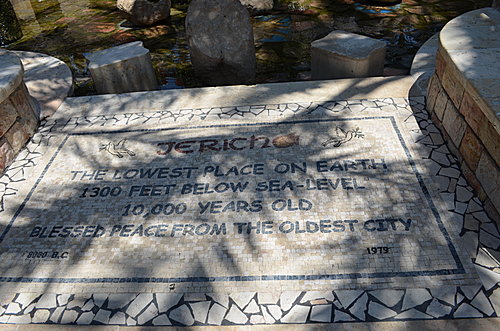 JERICHO
THE LOWEST PLACE ON EARTH
1300 FEET BELOW SEA-LEVEL
10,000 YEARS OLD
BLESSED PEACE FROM THE OLDEST CITY
8000 B.C 1979